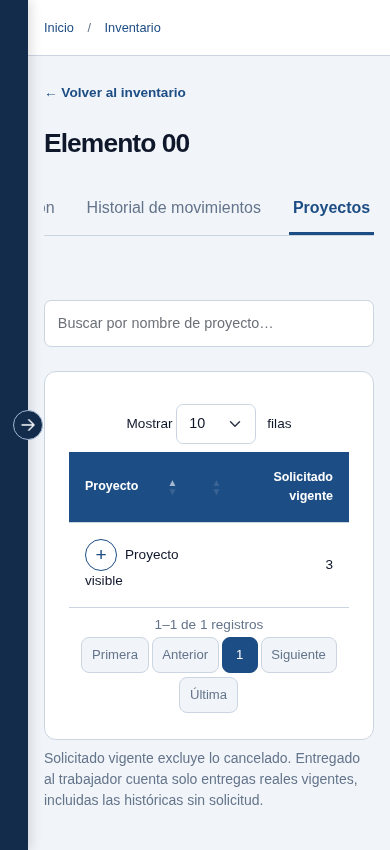 Inicio / Inventario
← Volver al inventario
Elemento 00
Historial de movimientos Proyectos
Buscar por nombre de proyecto…
Mostrar 10 filas
Proyecto Solicitado
vigente
+ Proyecto
visible 3
1–1 de 1 registros
Primera Anterior 1 Siguiente
Última
Solicitado vigente excluye lo cancelado. Entregado
al trabajador cuenta solo entregas reales vigentes,
incluidas las históricas sin solicitud.